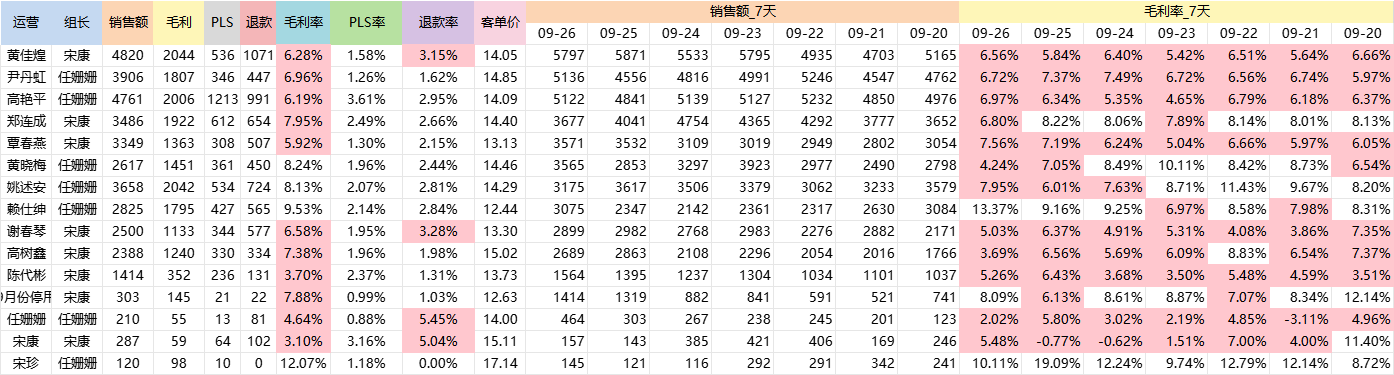 运营 组长 销售额 毛利 PLS 退款 毛利率 PLS率 退款率 客单价 销售额_7天 毛利率_7天
09-26 09-25 09-24 09-23 09-22 09-21 09-20 09-26 09-25 09-24 09-23 09-22 09-21 09-20
黄佳煌 宋康 4820 2044 536 1071 6.28% 1.58% 3.15% 14.05 5797 5871 5533 5795 4935 4703 5165 6.56% 5.84% 6.40% 5.42% 6.51% 5.64% 6.66%
尹丹虹 任姗姗 3906 1807 346 447 6.96% 1.26% 1.62% 14.85 5136 4556 4816 4991 5246 4547 4762 6.72% 7.37% 7.49% 6.72% 6.56% 6.74% 5.97%
高艳平 任姗姗 4761 2006 1213 991 6.19% 3.61% 2.95% 14.09 5122 4841 5139 5127 5232 4850 4976 6.97% 6.34% 5.35% 4.65% 6.79% 6.18% 6.37%
郑连成 宋康 3486 1922 612 654 7.95% 2.49% 2.66% 14.40 3677 4041 4754 4365 4292 3777 3652 6.80% 8.22% 8.06% 7.89% 8.14% 8.01% 8.13%
覃春燕 宋康 3349 1363 308 507 5.92% 1.30% 2.15% 13.13 3571 3532 3109 3019 2949 2802 3054 7.56% 7.19% 6.24% 5.04% 6.66% 5.97% 6.05%
黄晓梅 任姗姗 2617 1451 361 450 8.24% 1.96% 2.44% 14.46 3565 2853 3297 3923 2977 2490 2798 4.24% 7.05% 8.49% 10.11% 8.42% 8.73% 6.54%
姚述安 任姗姗 3658 2042 534 724 8.13% 2.07% 2.81% 14.29 3175 3617 3506 3379 3062 3233 3579 7.95% 6.01% 7.63% 8.71% 11.43% 9.67% 8.20%
赖仕绅 任姗姗 2825 1795 427 565 9.53% 2.14% 2.84% 12.44 3075 2347 2142 2361 2317 2630 3084 13.37% 9.16% 9.25% 6.97% 8.58% 7.98% 8.31%
谢春琴 宋康 2500 1133 344 577 6.58% 1.95% 3.28% 13.30 2899 2982 2768 2983 2276 2882 2171 5.03% 6.37% 4.91% 5.31% 4.08% 3.86% 7.35%
高树鑫 宋康 2388 1240 330 334 7.38% 1.96% 1.98% 15.02 2689 2863 2108 2296 2054 2016 1766 3.69% 6.56% 5.69% 6.09% 8.83% 6.54% 7.37%
陈代彬 宋康 1414 352 236 131 3.70% 2.37% 1.31% 13.73 1564 1395 1237 1304 1034 1101 1037 5.26% 6.43% 3.68% 3.50% 5.48% 4.59% 3.51%
月份停用 宋康 303 145 21 22 7.88% 0.99% 1.03% 12.63 1414 1319 882 841 591 521 741 8.09% 6.13% 8.61% 8.87% 7.07% 8.34% 12.14%
任姗姗 任姗姗 210 55 13 81 4.64% 0.88% 5.45% 14.00 464 303 267 238 245 201 123 2.02% 5.80% 3.02% 2.19% 4.85% -3.11% 4.96%
宋康 宋康 287 59 64 102 3.10% 3.16% 5.04% 15.11 157 143 385 421 406 169 246 5.48% -0.77% -0.62% 1.51% 7.00% 4.00% 11.40%
宋珍 任姗姗 120 98 10 0 12.07% 1.18% 0.00% 17.14 145 121 116 292 291 342 241 10.11% 19.09% 12.24% 9.74% 12.79% 12.14% 8.72%